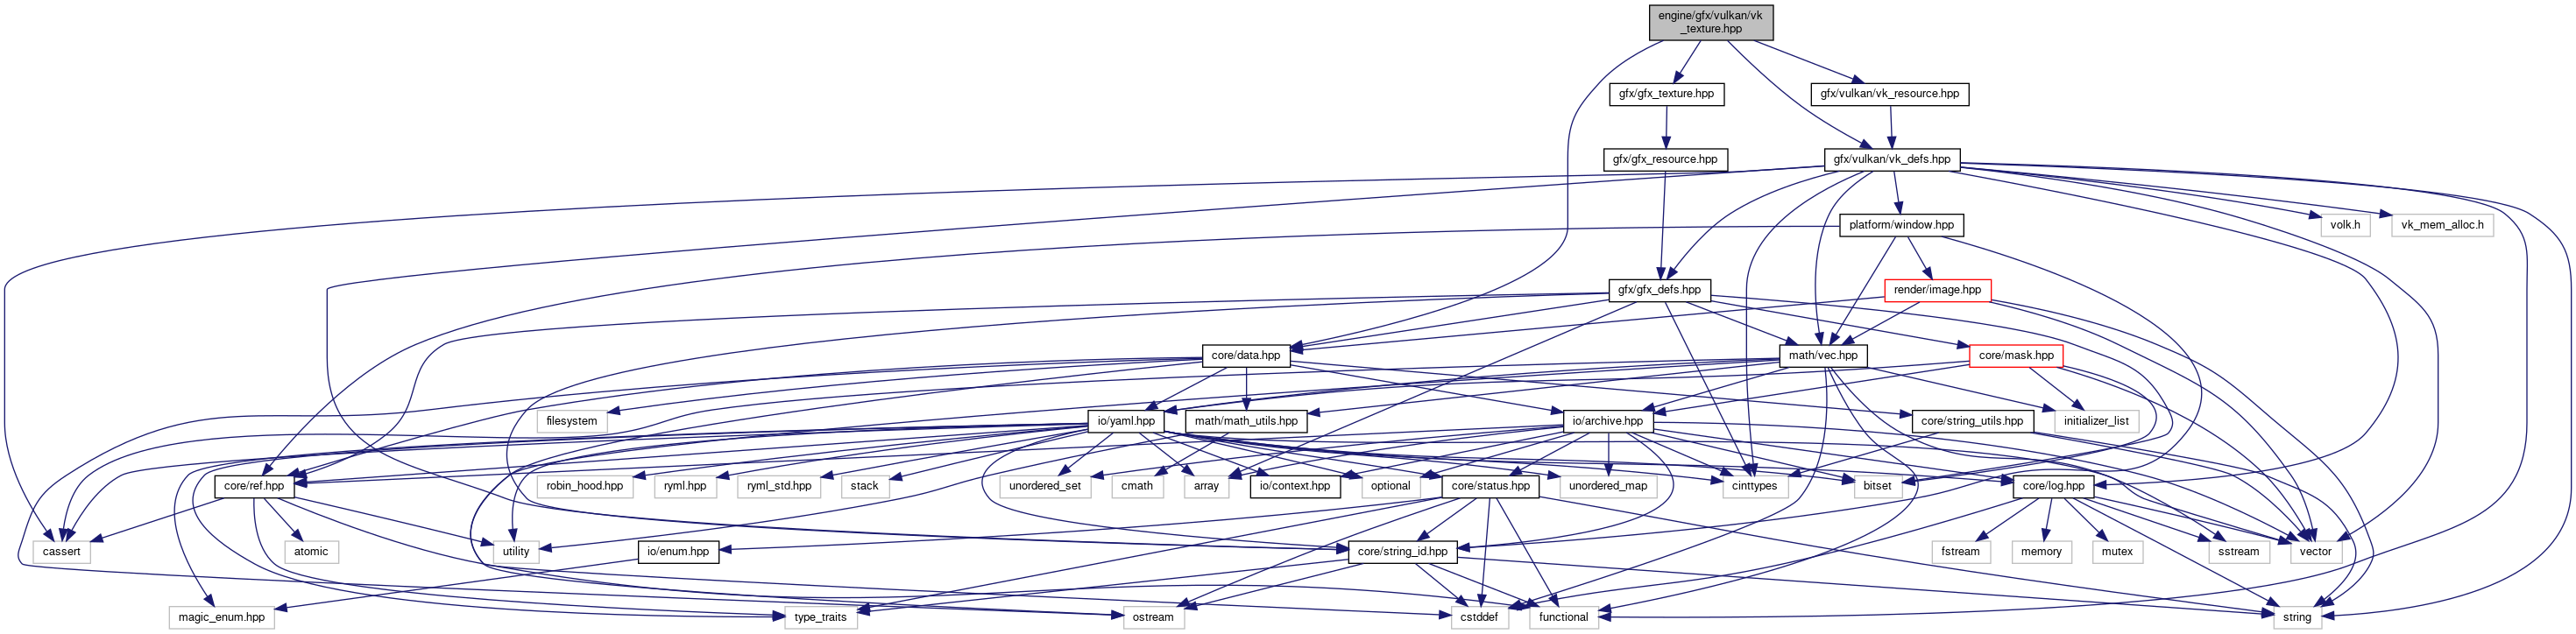 engine/gfx/vulkan/vk
_texture.hpp
gfx/gfx_texture.hpp
gfx/vulkan/vk_resource.hpp
gfx/gfx_resource.hpp
gfx/vulkan/vk_defs.hpp
platform/window.hpp
volk.h
vk_mem_alloc.h
gfx/gfx_defs.hpp
render/image.hpp
core/data.hpp
math/vec.hpp
core/mask.hpp
filesystem
io/yaml.hpp
math/math_utils.hpp
io/archive.hpp
core/string_utils.hpp
initializer_list
core/ref.hpp
robin_hood.hpp
ryml.hpp
ryml_std.hpp
stack
unordered_set
cmath
array
io/context.hpp
optional
core/status.hpp
unordered_map
cinttypes
bitset
core/log.hpp
cassert
atomic
utility
io/enum.hpp
core/string_id.hpp
fstream
memory
mutex
sstream
vector
magic_enum.hpp
type_traits
ostream
cstddef
functional
string